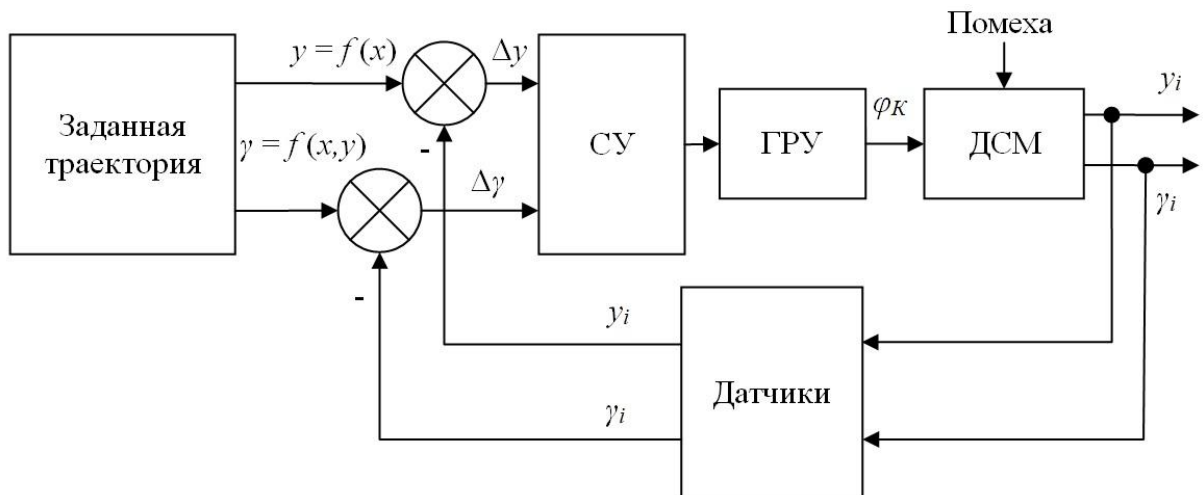 Помеха
y = f (x)
Δy
Заданная
траектория
γ = f (x,y)
-
СУ
ГРУ
φK
ДСМ
yi
Δγ
γi
-
yi
Датчики
γi